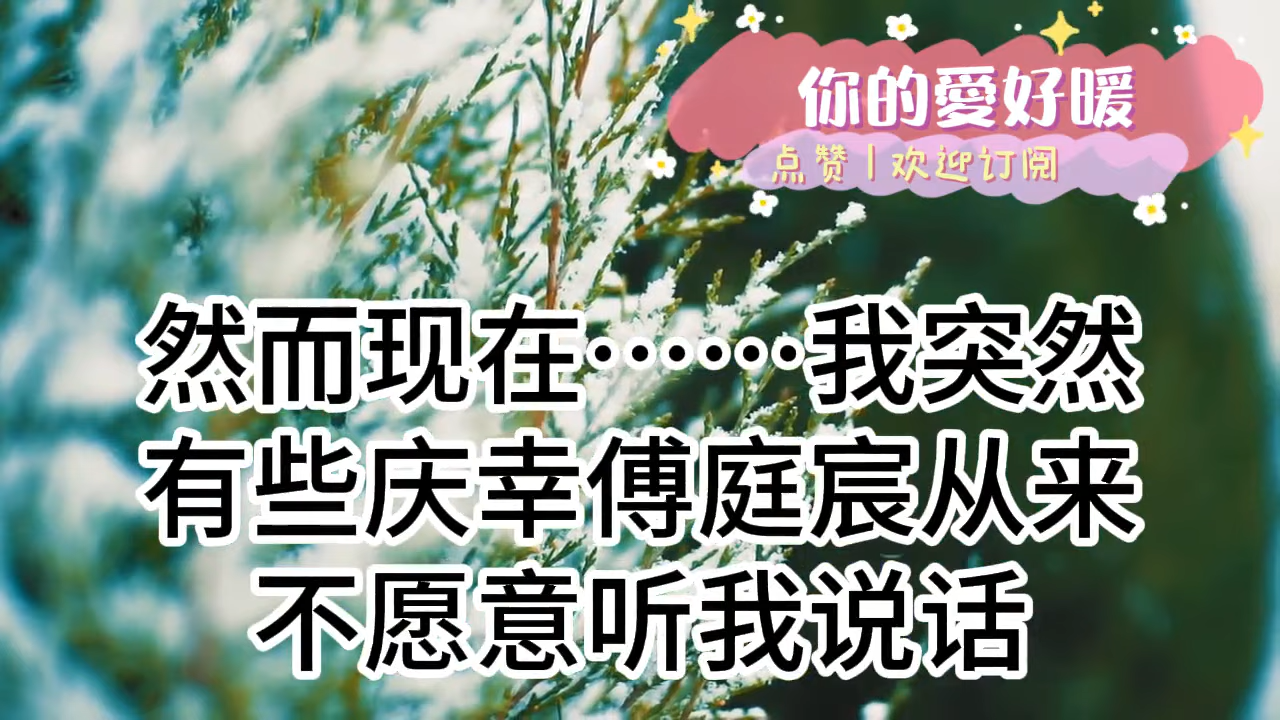 你的愛好暖
点赞 | 欢迎订阅
然而现在……我突然
有些庆幸傅庭宸从来
不愿意听我说话